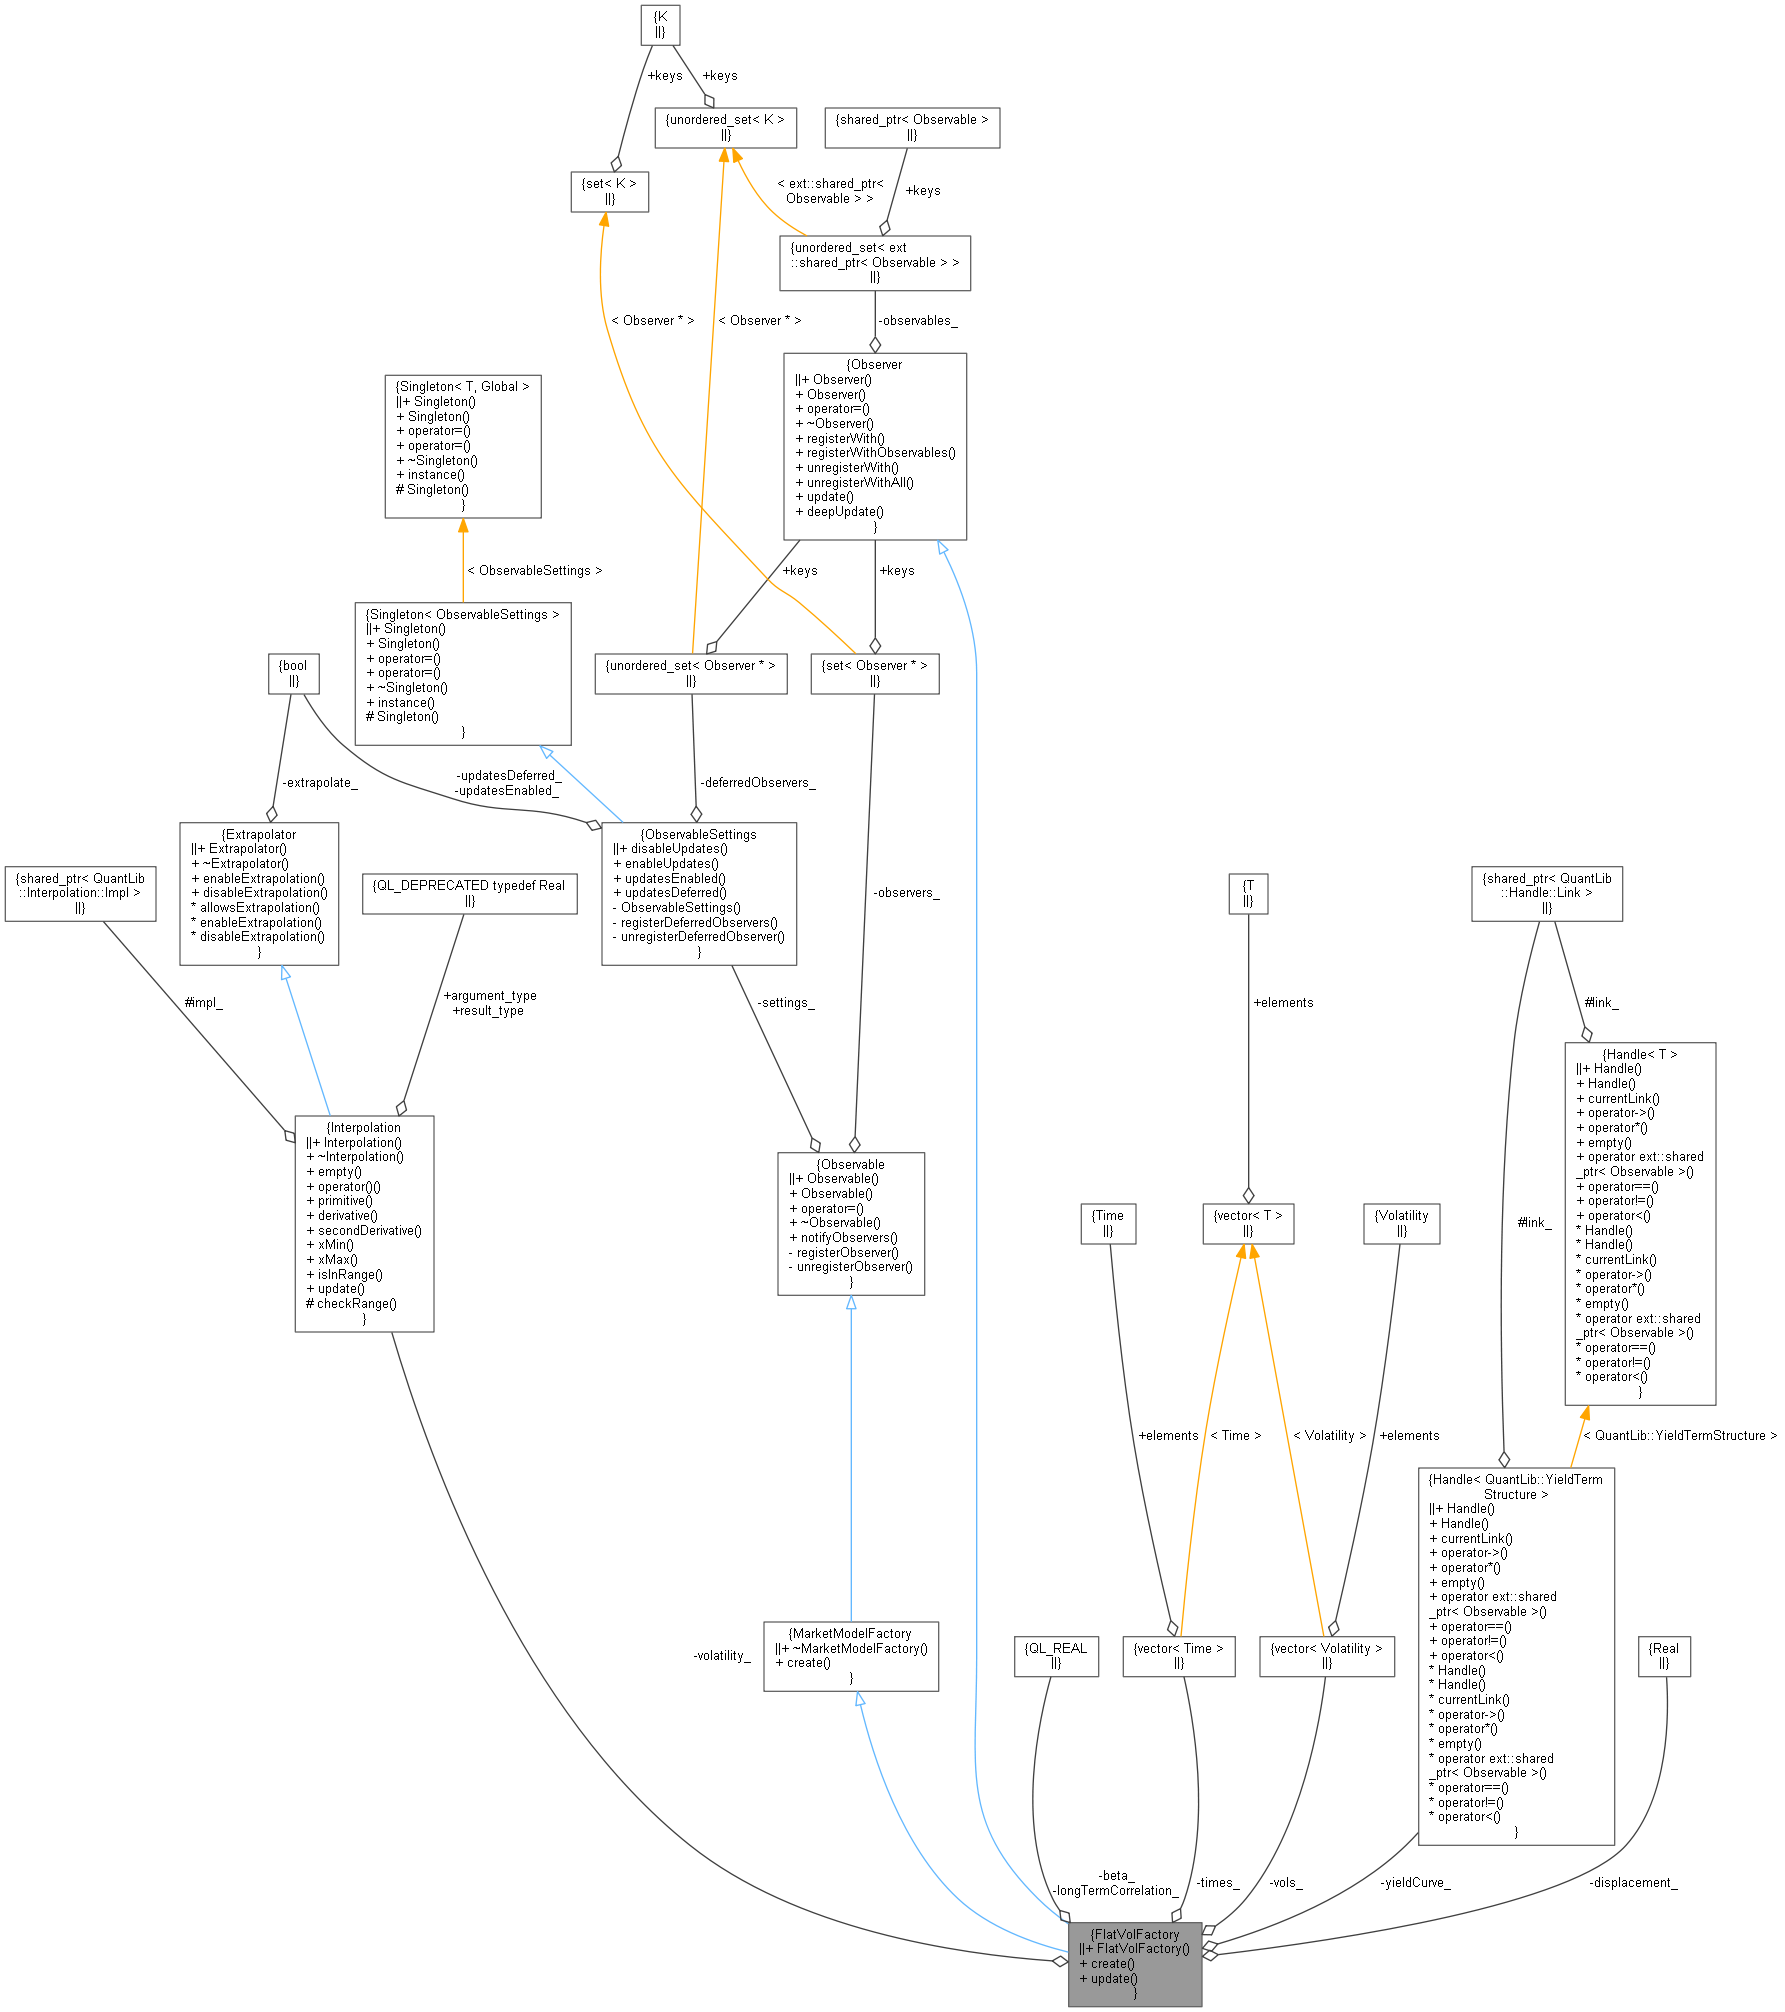 {K
||}
+keys
+keys
{unordered_set< K >
||}
{shared_ptr< Observable >
||}
{set< K >
||}
< ext::shared_ptr<
Observable > >
+keys
{unordered_set< ext
::shared_ptr< Observable > >
||}
< Observer * >
< Observer * >
-observables_
{Observer
||+ Observer()
+ Observer()
+ operator=()
+ ~Observer()
+ registerWith()
+ registerWithObservables()
+ unregisterWith()
+ unregisterWithAll()
+ update()
+ deepUpdate()
}
{Singleton< T, Global >
||+ Singleton()
+ Singleton()
+ operator=()
+ operator=()
+ ~Singleton()
+ instance()
# Singleton()
}
< ObservableSettings >
+keys
+keys
{Singleton< ObservableSettings >
||+ Singleton()
+ Singleton()
+ operator=()
+ operator=()
+ ~Singleton()
+ instance()
# Singleton()
}
{bool
||}
{unordered_set< Observer * >
||}
{set< Observer * >
||}
-extrapolate_
-updatesDeferred_
-updatesEnabled_
-deferredObservers_
{Extrapolator
||+ Extrapolator()
+ ~Extrapolator()
+ enableExtrapolation()
+ disableExtrapolation()
* allowsExtrapolation()
* enableExtrapolation()
* disableExtrapolation()
}
{ObservableSettings
||+ disableUpdates()
+ enableUpdates()
+ updatesEnabled()
+ updatesDeferred()
- ObservableSettings()
- registerDeferredObservers()
- unregisterDeferredObserver()
}
{shared_ptr< QuantLib
::Interpolation::Impl >
||}
{QL_DEPRECATED typedef Real
||}
-observers_
{T
||}
{shared_ptr< QuantLib
::Handle::Link >
||}
#impl_
+argument_type
+result_type
-settings_
+elements
#link_
{Handle< T >
||+ Handle()
+ Handle()
+ currentLink()
+ operator->()
+ operator*()
+ empty()
+ operator ext::shared
_ptr< Observable >()
+ operator==()
+ operator!=()
+ operator<()
* Handle()
* Handle()
* currentLink()
* operator->()
* operator*()
* empty()
* operator ext::shared
_ptr< Observable >()
* operator==()
* operator!=()
* operator<()
}
{Interpolation
||+ Interpolation()
+ ~Interpolation()
+ empty()
+ operator()()
+ primitive()
+ derivative()
+ secondDerivative()
+ xMin()
+ xMax()
+ isInRange()
+ update()
# checkRange()
}
{Observable
||+ Observable()
+ Observable()
+ operator=()
+ ~Observable()
+ notifyObservers()
- registerObserver()
- unregisterObserver()
}
{Time
||}
{vector< T >
||}
{Volatility
||}
#link_
+elements
< Time >
< Volatility >
+elements
< QuantLib::YieldTermStructure >
{Handle< QuantLib::YieldTerm
Structure >
||+ Handle()
+ Handle()
+ currentLink()
+ operator->()
+ operator*()
+ empty()
+ operator ext::shared
_ptr< Observable >()
+ operator==()
+ operator!=()
+ operator<()
* Handle()
* Handle()
* currentLink()
* operator->()
* operator*()
* empty()
* operator ext::shared
_ptr< Observable >()
* operator==()
* operator!=()
* operator<()
}
-volatility_
{MarketModelFactory
||+ ~MarketModelFactory()
+ create()
}
{QL_REAL
||}
{vector< Time >
||}
{vector< Volatility >
||}
{Real
||}
-beta_
-longTermCorrelation_
-times_
-vols_
-yieldCurve_
-displacement_
{FlatVolFactory
||+ FlatVolFactory()
+ create()
+ update()
}